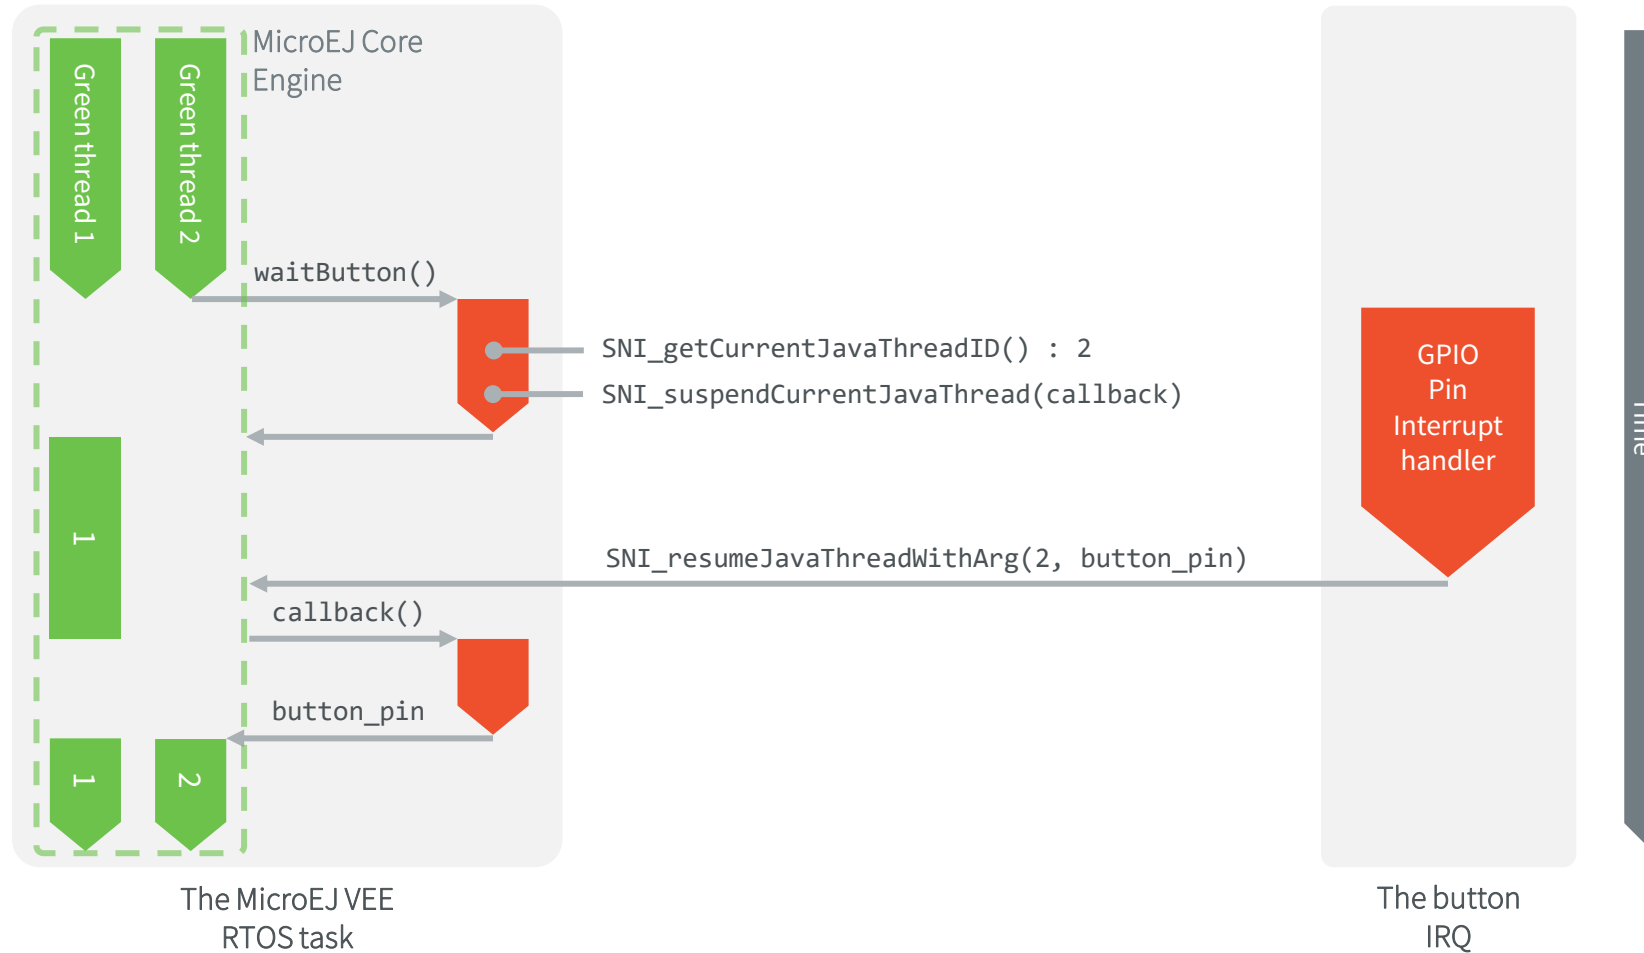 MicroEJ Core
Engine
Green thread 1
Green thread 2
waitButton()
SNI_getCurrentJavaThreadID() : 2
SNI_suspendCurrentJavaThread(callback)
GPIO
Pin
Interrupt
handler
Time
1
SNI_resumeJavaThreadWithArg(2, button_pin)
callback()
button_pin
1
2
The MicroEJ VEE
RTOS task
The button
IRQ